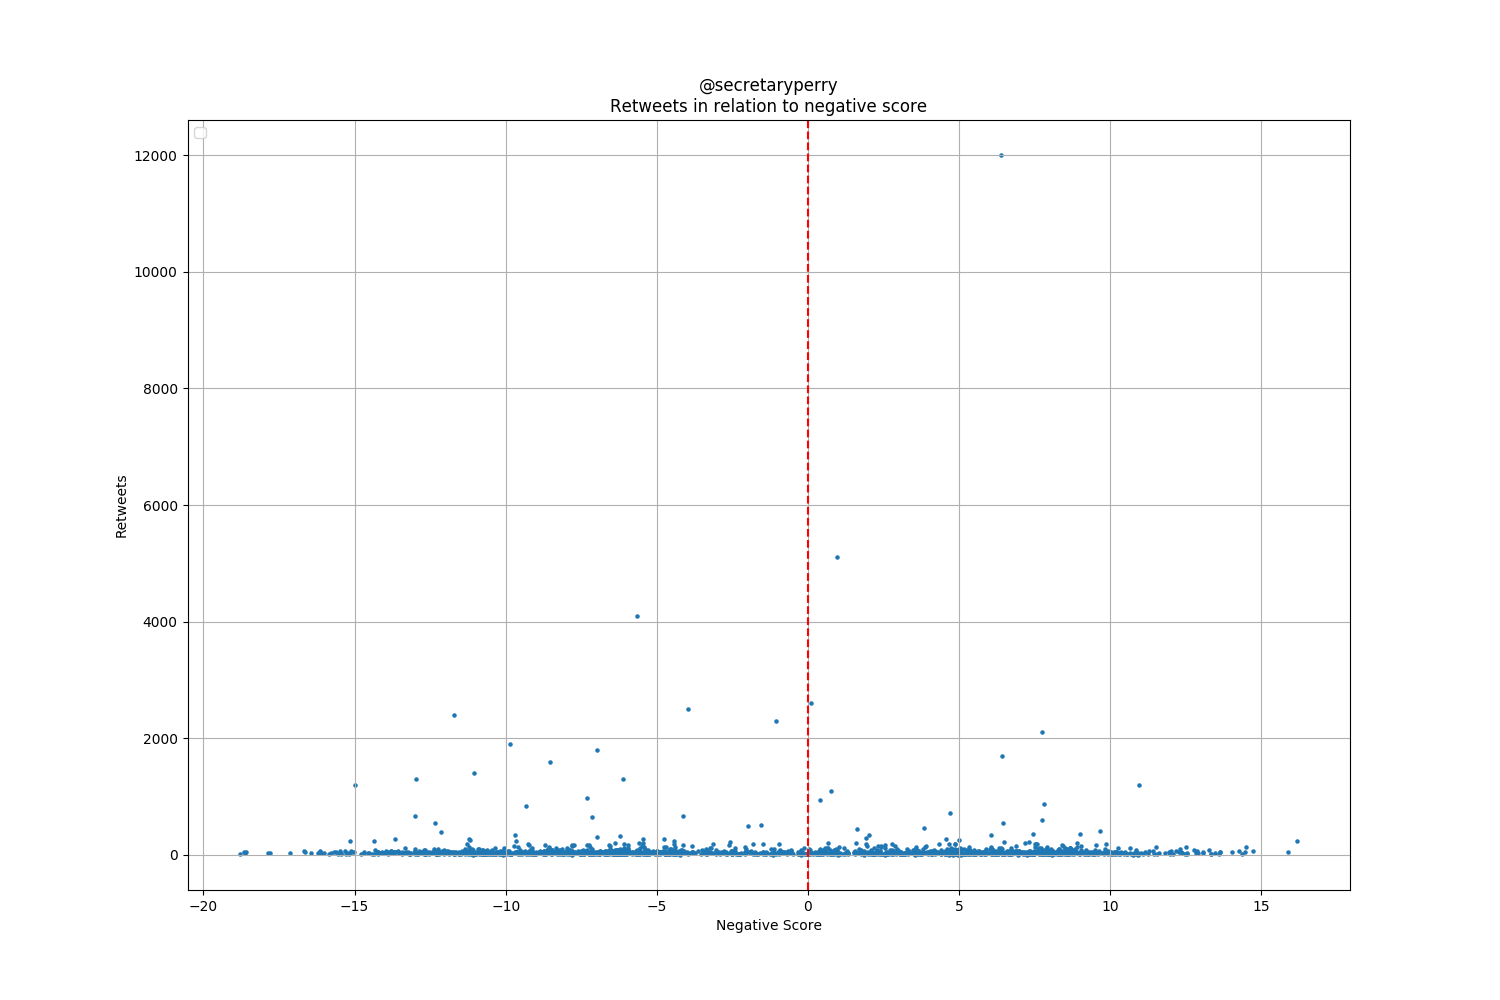 @secretaryperry
Retweets in relation to negative score
12000
10000
8000
6000
4000
2000
0
Retweets
−20 −15 −10 −5 0 5 10 15
Negative Score